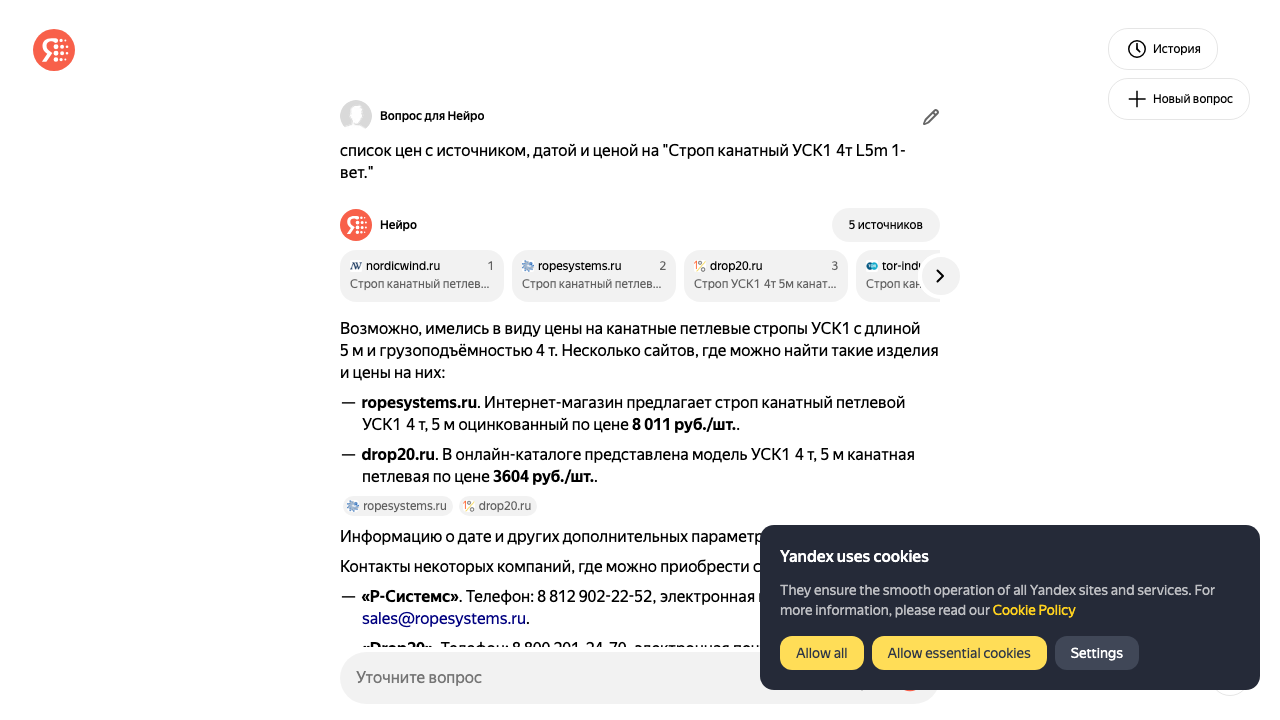 Я
История
Новый вопрос
Вопрос для Нейро
список цен с источником, датой и ценой на "Строп канатный УСК1 4т L5m 1-
вет."
Нейро
5 источников
nordicwind.ru 1
Строп канатный петлев...
ropesystems.ru 2
Строп канатный петлев...
drop20.ru 3
Строп УСК1 4т 5м канат...
tor-indu
Строп кан
Возможно, имелись в виду цены на канатные петлевые стропы УСК1 с длиной
5 м и грузоподъёмностью 4 т. Несколько сайтов, где можно найти такие изделия
и цены на них:
— ropesystems.ru. Интернет-магазин предлагает строп канатный петлевой
УСК1 4 т, 5 м оцинкованный по цене 8 011 руб./шт..
— drop20.ru. В онлайн-каталоге представлена модель УСК1 4 т, 5 м канатная
петлевая по цене 3604 руб./шт..
ropesystems.ru drop20.ru
Информацию о дате и других дополнительных параметр
Контакты некоторых компаний, где можно приобрести с
— «Р-Системс». Телефон: 8 812 902-22-52, электронная
sales@ropesystems.ru.
Уточните вопрос
Yandex uses cookies
They ensure the smooth operation of all Yandex sites and services. For
more information, please read our Cookie Policy
Allow all
Allow essential cookies
Settings